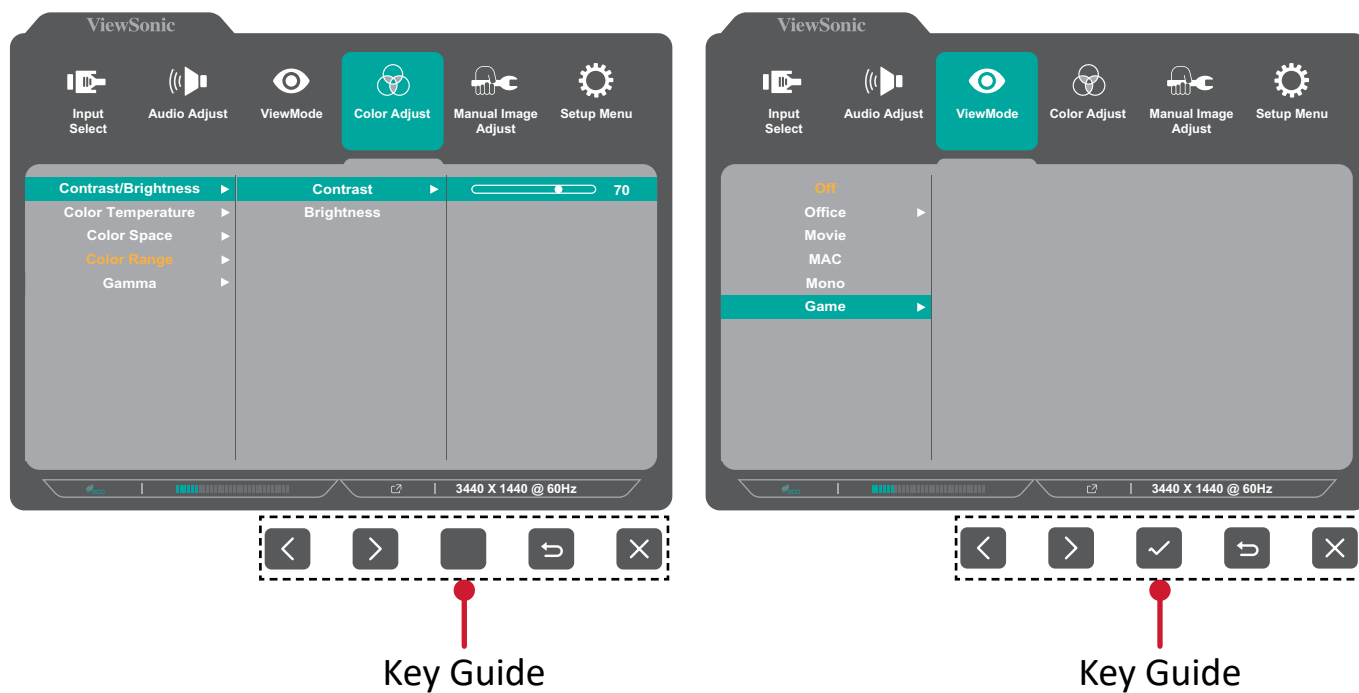 ViewSonic
Input
Select
Audio Adjust
ViewMode
Color Adjust
Manual Image
Adjust
Setup Menu
Contrast/Brightness
Contrast
70
Color Temperature
Brightness
Color Space
Color Range
Gamma
eco
3440 X 1440 @ 60Hz
Key Guide
ViewSonic
Input
Select
Audio Adjust
ViewMode
Color Adjust
Manual Image
Adjust
Setup Menu
Off
Office
Movie
MAC
Mono
Game
eco
3440 X 1440 @ 60Hz
Key Guide